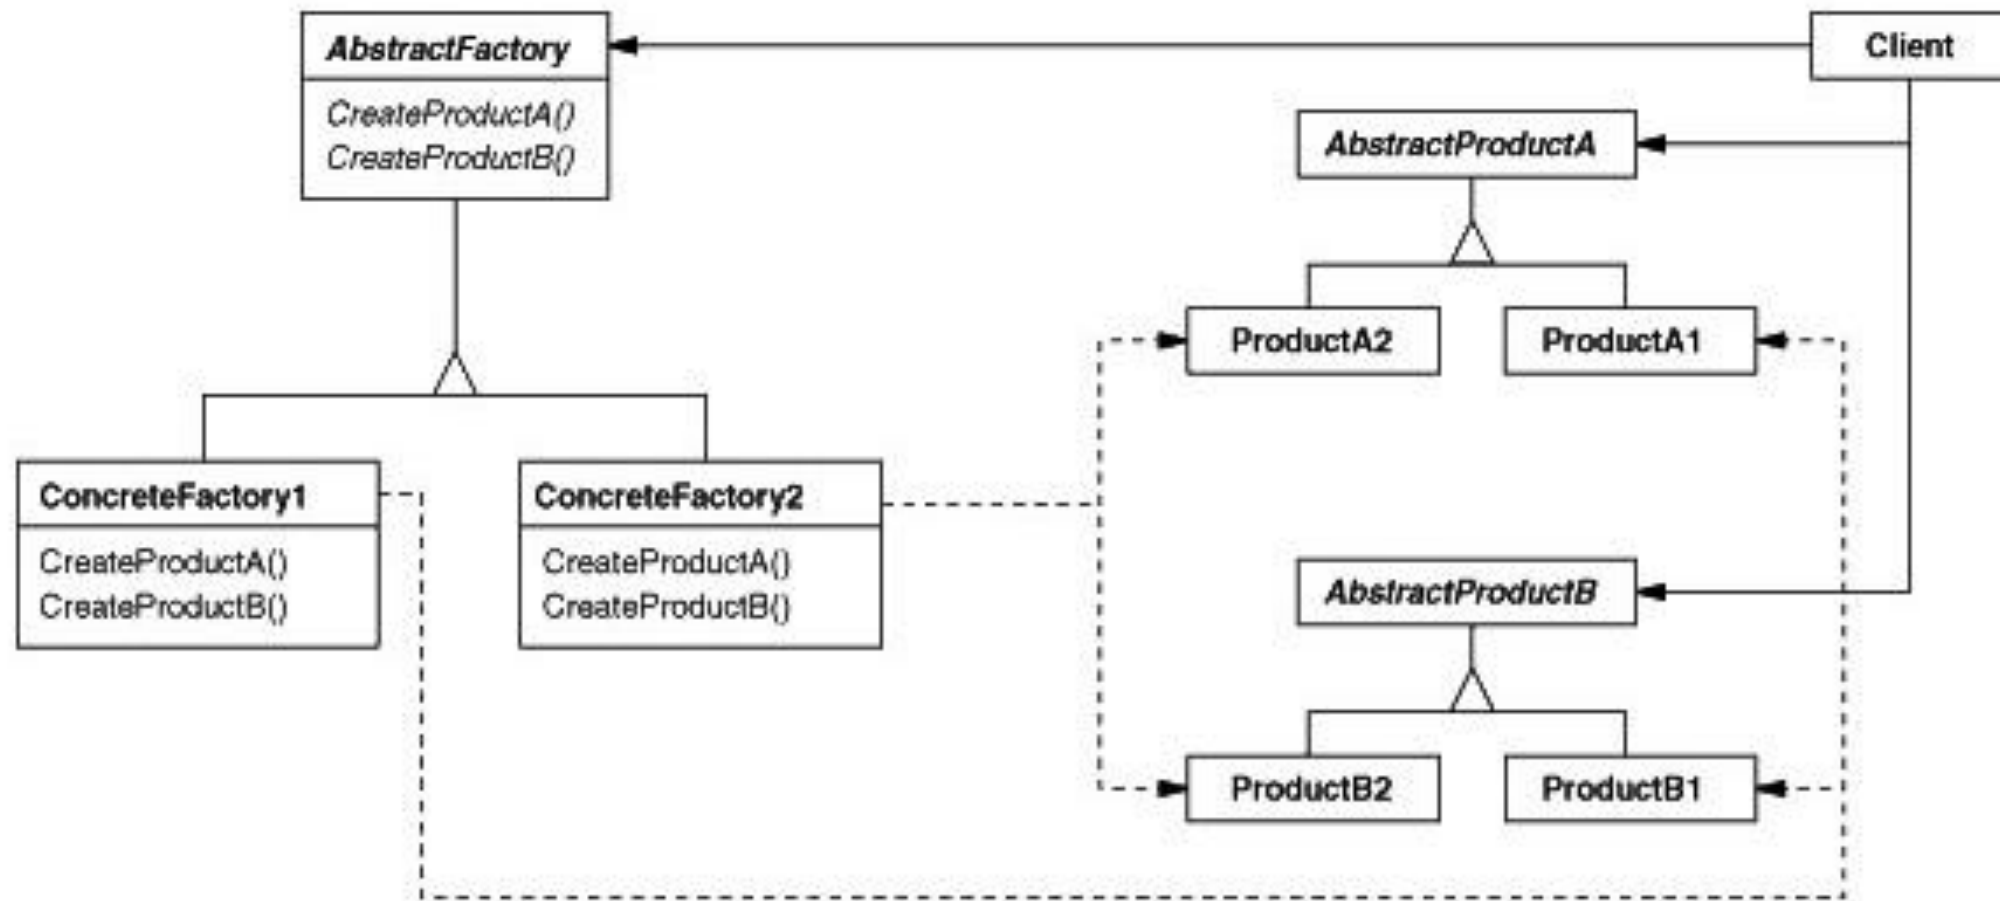 AbstractFactory
CreateProductA()
CreateProductB()
Client
AbstractProductA
ProductA2
ProductA1
ConcreteFactory1
CreateProductA()
CreateProductB()
ConcreteFactory2
CreateProductA()
CreateProductB()
AbstractProductB
ProductB2
ProductB1